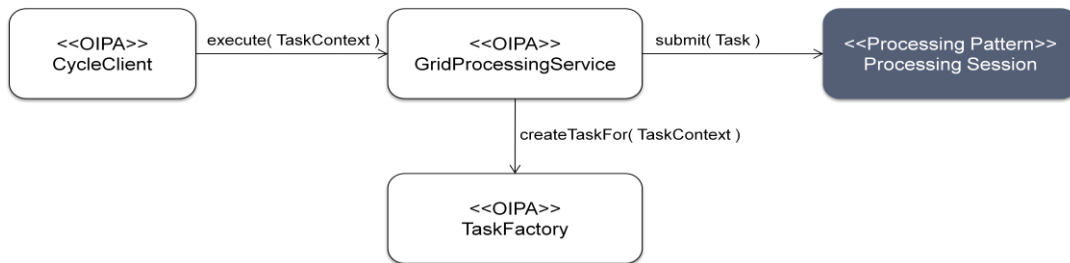 <<OIPA>>
CycleClient
execute( TaskContext )
<<OIPA>>
GridProcessingService
submit( Task )
<<Processing Pattern>>
Processing Session
createTaskFor( TaskContext )
<<OIPA>>
TaskFactory